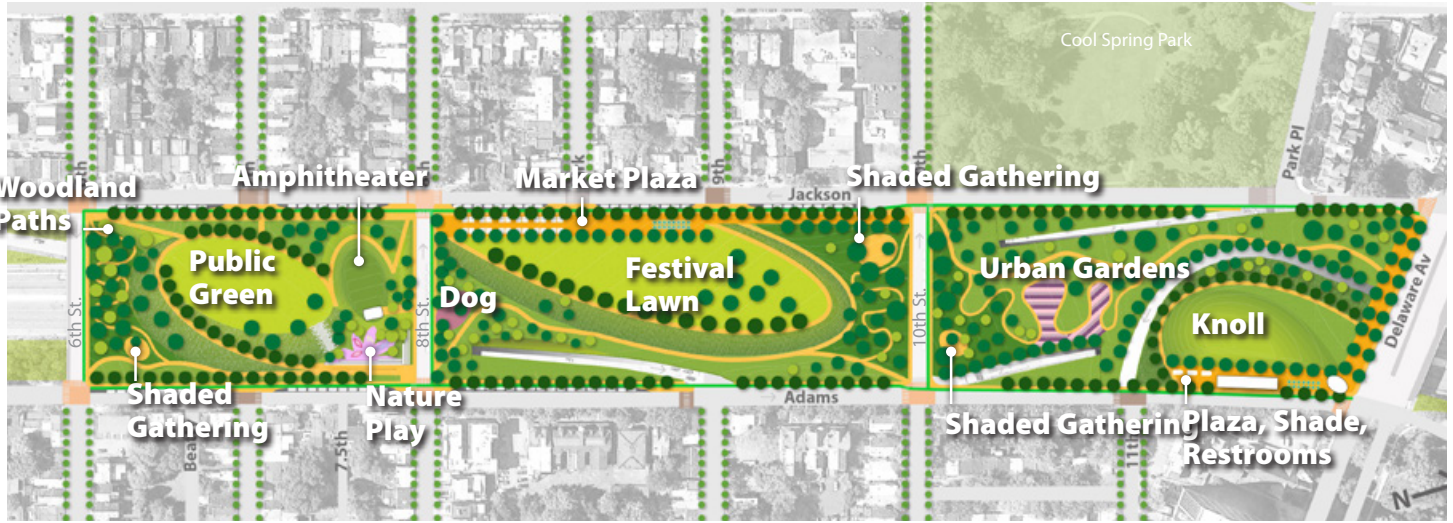 Cool Spring Park
Park Pl
Woodland
Paths
Amphitheater
Market Plaza
Shaded Gathering
9th
Jackson
Public
Green
Festival
Lawn
Urban Gardens
Dog
Knoll
6th St.
8th St.
10th St.
Delaware Av
Shaded
Gathering
Nature
Play
Adams
Shaded Gathering
Plaza, Shade,
Restrooms
7.5th
11th
N